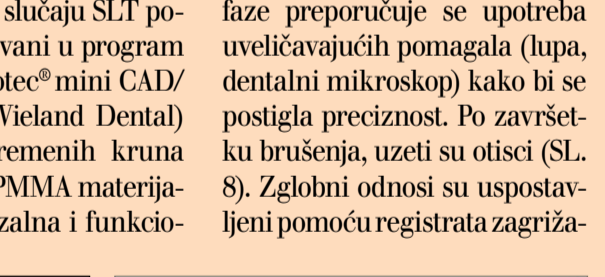 slučaju SLT po-
vani u program
otec® mini CAD/
Wieland Dental)
remenih kruna
PMMA materija-
zalna i funkcio-
faze preporučuje se upotreba
uveličavajućih pomagala (lupa,
dentalni mikroskop) kako bi se
postigla preciznost. Po završet-
ku brušenja, uzeti su otisci (SL.
8). Zglobni odnosi su uspostav-
ljeni pomoću registrata zagriža-